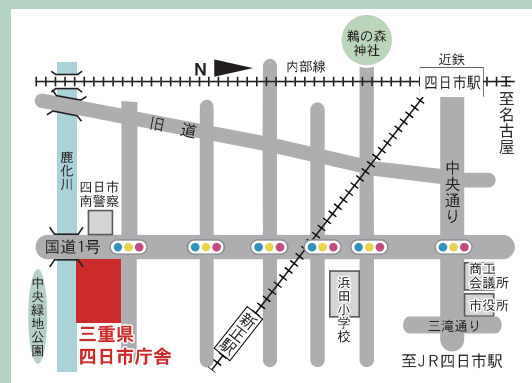 鵜の森
神社
N
内部線
近鉄
四日市駅
至名古屋
旧道
鹿化川
四日市
南警察
中央通り
国道1号
商工
会議所
市役所
中央緑地公園
浜田小学校
三滝通り
新正駅
三重県
四日市庁舎
至JR四日市駅